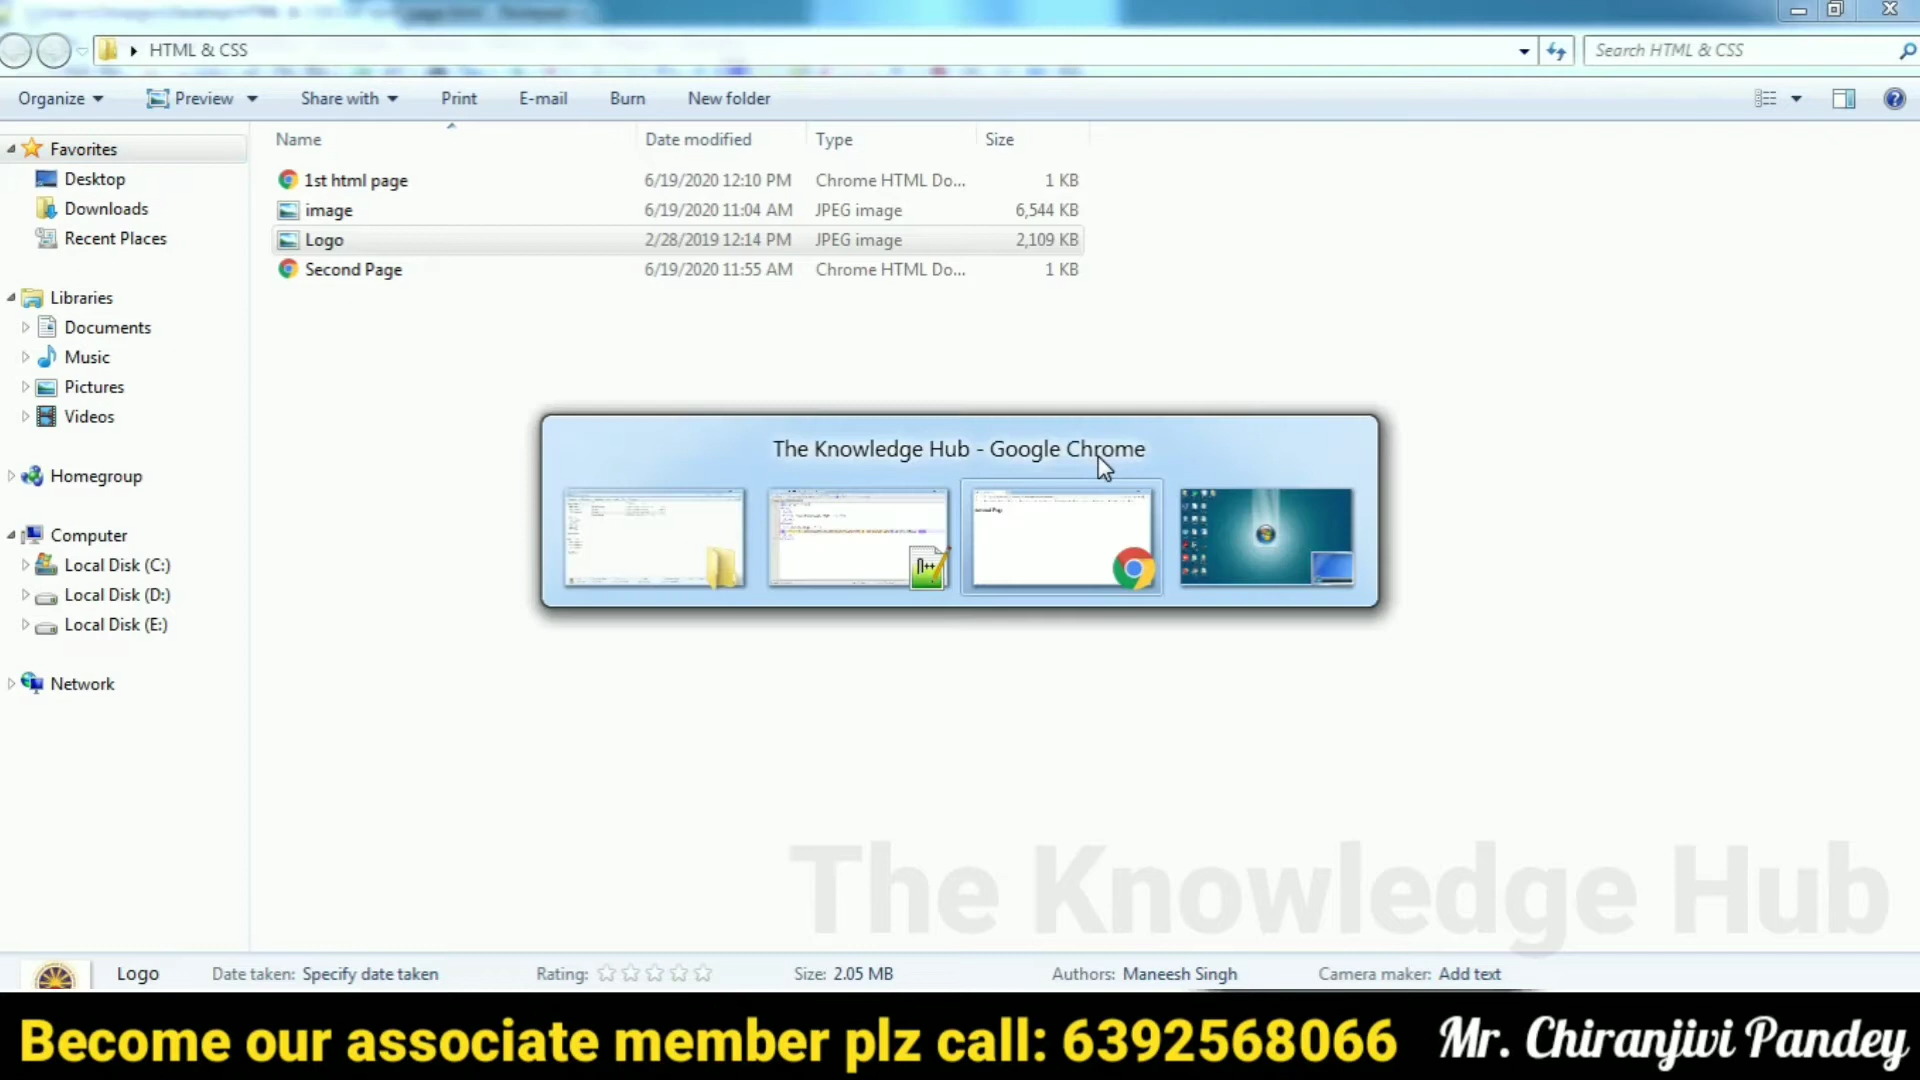 HTML & CSS
Search HTML & CSS
Organize Preview Share with Print E-mail Burn New folder
Name Date modified Type Size
Favorites
1st html page 6/19/2020 12:10 PM Chrome HTML Do... 1 KB
Desktop
image 6/19/2020 11:04 AM JPEG image 6,544 KB
Downloads
Logo 2/28/2019 12:14 PM JPEG image 2,109 KB
Recent Places
Second Page 6/19/2020 11:55 AM Chrome HTML Do... 1 KB
Libraries
Documents
Music
Pictures
Videos
Homegroup
Computer
Local Disk (C:)
Local Disk (D:)
Local Disk (E:)
Network
The Knowledge Hub - Google Chrome
The Knowledge Hub
Logo Date taken: Specify date taken Rating: Size: 2.05 MB Authors: Maneesh Singh Camera maker: Add text
Become our associate member plz call: 6392568066 Mr. Chiranjivi Pandey